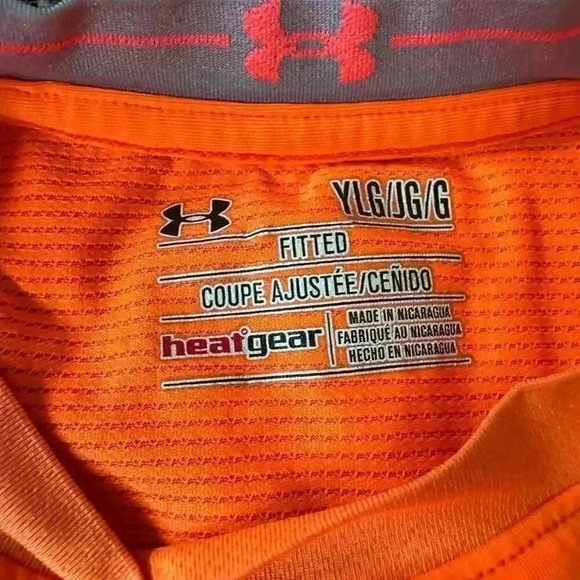 YLG/JG/G
FITTED
COUPE AJUSTÉE/CEÑIDO
heatgear
MADE IN NICARAGUA
FABRIQUÉ AU NICARAGUA
HECHO EN NICARAGUA